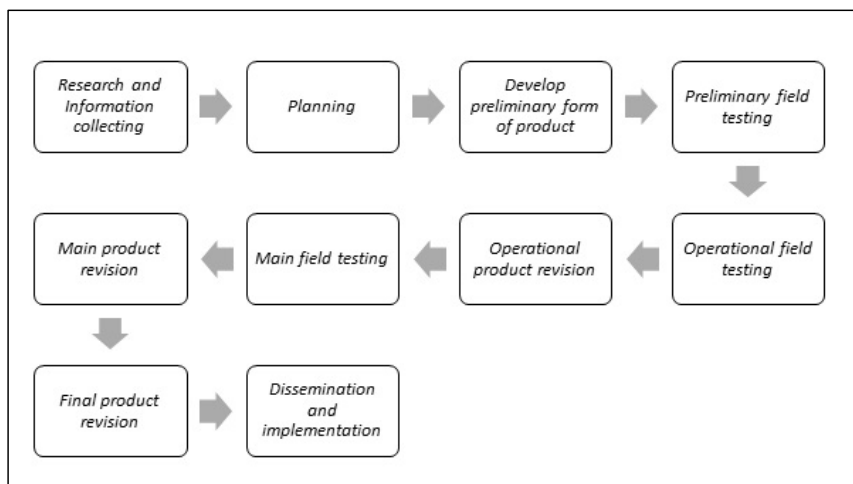 Research and
Information
collecting
Planning
Develop
preliminary form
of product
Preliminary field
testing
Operational field
testing
Operational
product revision
Main field testing
Main product
revision
Final product
revision
Dissemination
and
implementation